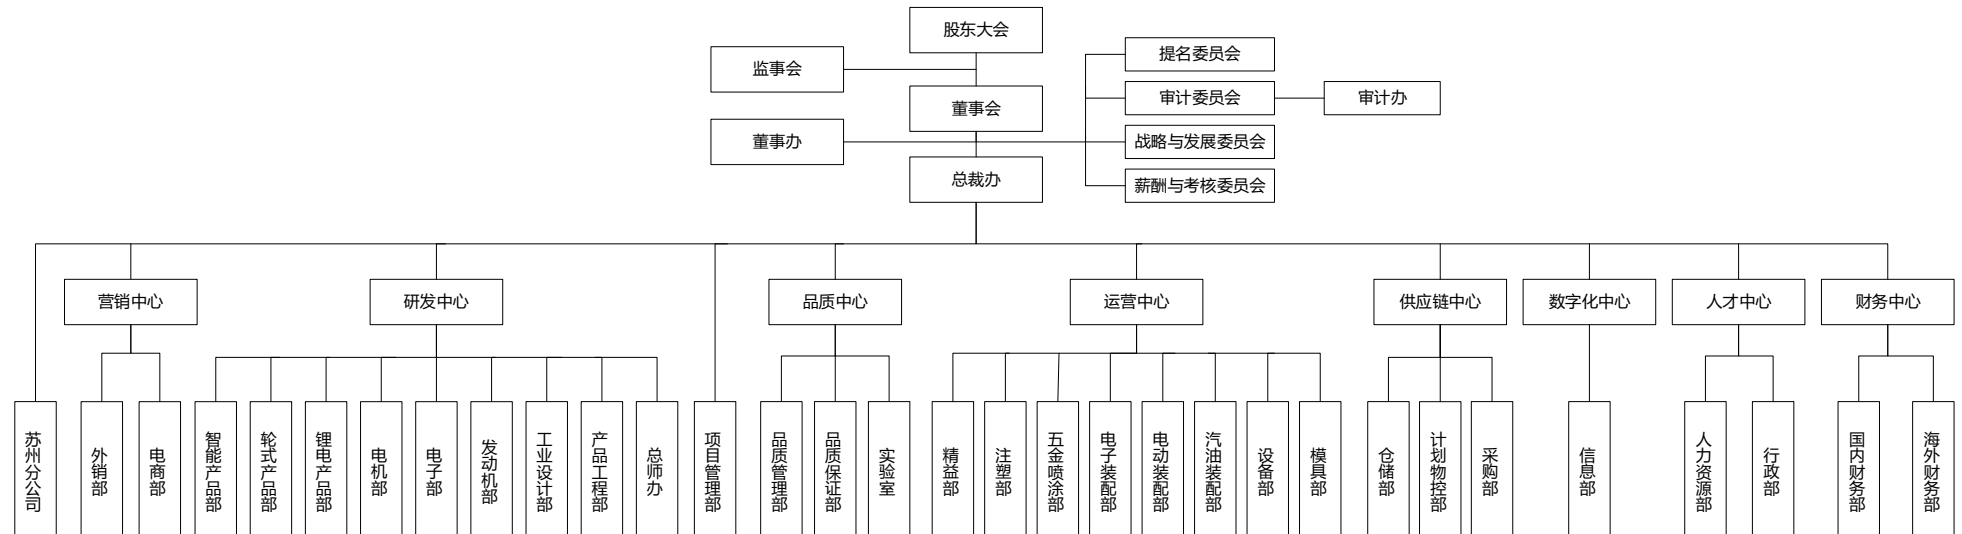 股东大会
监事会
提名委员会
董事会
审计委员会
审计办
董事办
战略与发展委员会
总裁办
薪酬与考核委员会
营销中心
研发中心
品质中心
运营中心
供应链中心
数字化中心
人才中心
财务中心
苏州分公司
外销部
电商部
智能产品部
轮式产品部
锂电产品部
电机部
电子部
发动机部
工业设计部
产品工程部
总师办
项目管理部
品质管理部
品质保证部
实验室
精益部
注塑部
五金喷涂部
电子装配部
电动装配部
汽油装配部
设备部
模具部
仓储部
计划物控部
采购部
信息部
人力资源部
行政部
国内财务部
海外财务部